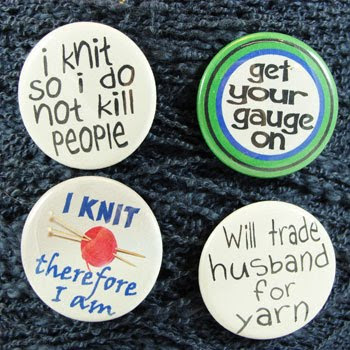 i knit
so i do
not kill
PEOPLE
get
your
gauge
on
I KNIT
therefore
I am
Will trade
husband
for
yarn